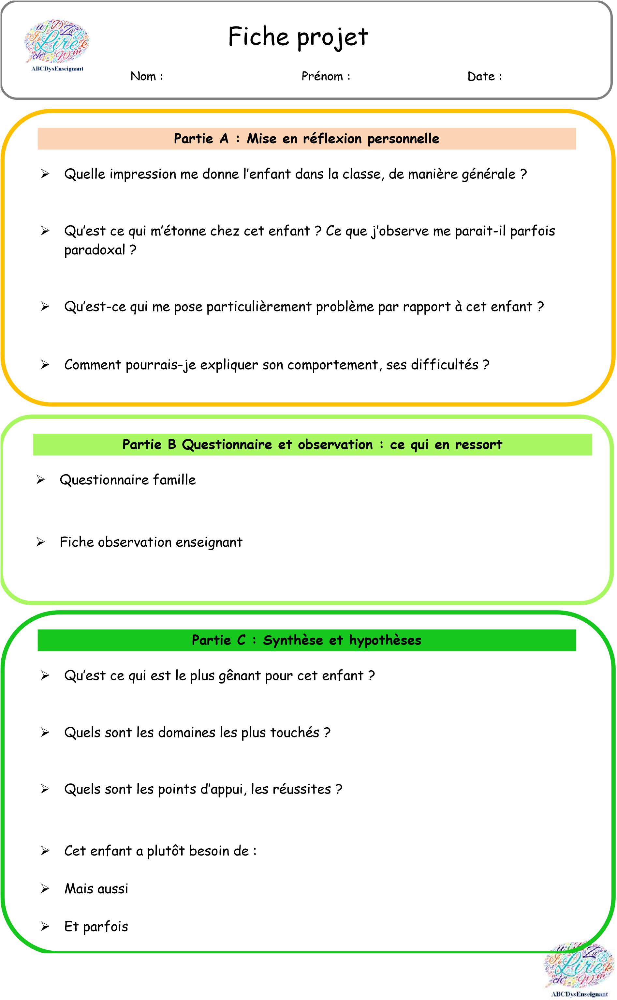 Fiche projet
Lire
ABCDysEnseignant
Nom : Prénom : Date :
Partie A : Mise en réflexion personnelle
➢ Quelle impression me donne l’enfant dans la classe, de manière générale ?
➢ Qu’est ce qui m’étonne chez cet enfant ? Ce que j’observe me parait-il parfois
paradoxal ?
➢ Qu’est-ce qui me pose particulièrement problème par rapport à cet enfant ?
➢ Comment pourrais-je expliquer son comportement, ses difficultés ?
Partie B Questionnaire et observation : ce qui en ressort
➢ Questionnaire famille
➢ Fiche observation enseignant
Partie C : Synthèse et hypothèses
➢ Qu’est ce qui est le plus gênant pour cet enfant ?
➢ Quels sont les domaines les plus touchés ?
➢ Quels sont les points d’appui, les réussites ?
➢ Cet enfant a plutôt besoin de :
➢ Mais aussi
➢ Et parfois
Lire
ABCDysEnseignant